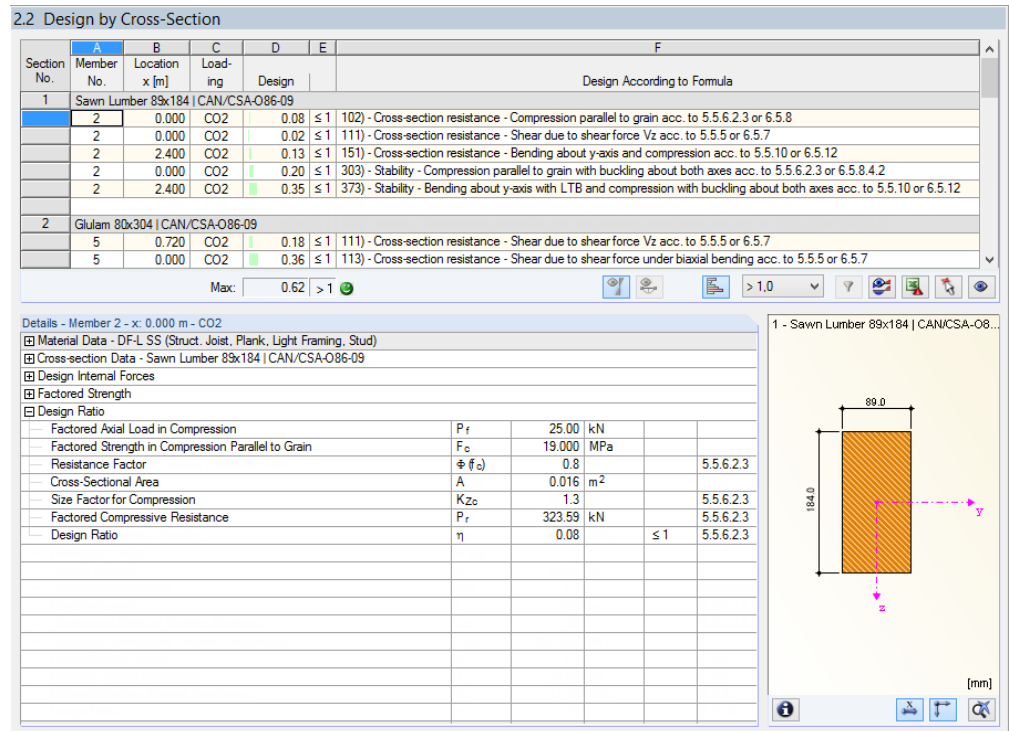 2.2 Design by Cross-Section
A B C D E F
Section Member Location Load-
No. No. x [m] ing Design Design According to Formula
1 Sawn Lumber 89x184 | CAN/CSA-O86-09
2 0.000 CO2 0.08 ≤ 1 102) - Cross-section resistance - Compression parallel to grain acc. to 5.5.6.2.3 or 6.5.8
2 0.000 CO2 0.02 ≤ 1 111) - Cross-section resistance - Shear due to shear force Vz acc. to 5.5.5 or 6.5.7
2 2.400 CO2 0.13 ≤ 1 151) - Cross-section resistance - Bending about y-axis and compression acc. to 5.5.10 or 6.5.12
2 0.000 CO2 0.20 ≤ 1 303) - Stability - Compression parallel to grain with buckling about both axes acc. to 5.5.6.2.3 or 6.5.8.4.2
2 2.400 CO2 0.35 ≤ 1 373) - Stability - Bending about y-axis with LTB and compression with buckling about both axes acc. to 5.5.10 or 6.5.12
2 Glulam 80x304 | CAN/CSA-O86-09
5 0.720 CO2 0.18 ≤ 1 111) - Cross-section resistance - Shear due to shear force Vz acc. to 5.5.5 or 6.5.7
5 0.000 CO2 0.36 ≤ 1 113) - Cross-section resistance - Shear due to shear force under biaxial bending acc. to 5.5.5 or 6.5.7
Max: 0.62 > 1 > 1,0
Details - Member 2 - x: 0.000 m - CO2
Material Data - DF-L SS (Struct. Joist, Plank, Light Framing, Stud)
Cross-section Data - Sawn Lumber 89x184 | CAN/CSA-O86-09
Design Internal Forces
Factored Strength
Design Ratio
Factored Axial Load in Compression Pf 25.00 kN
Factored Strength in Compression Parallel to Grain Fc 19.000 MPa
Resistance Factor Φ (fc) 0.8 5.5.6.2.3
Cross-Sectional Area A 0.016 m²
Size Factor for Compression KZc 1.3 5.5.6.2.3
Factored Compressive Resistance Pr 323.59 kN 5.5.6.2.3
Design Ratio η 0.08 ≤ 1 5.5.6.2.3
1 - Sawn Lumber 89x184 | CAN/CSA-O8...
89.0
184.0
y
z
[mm]